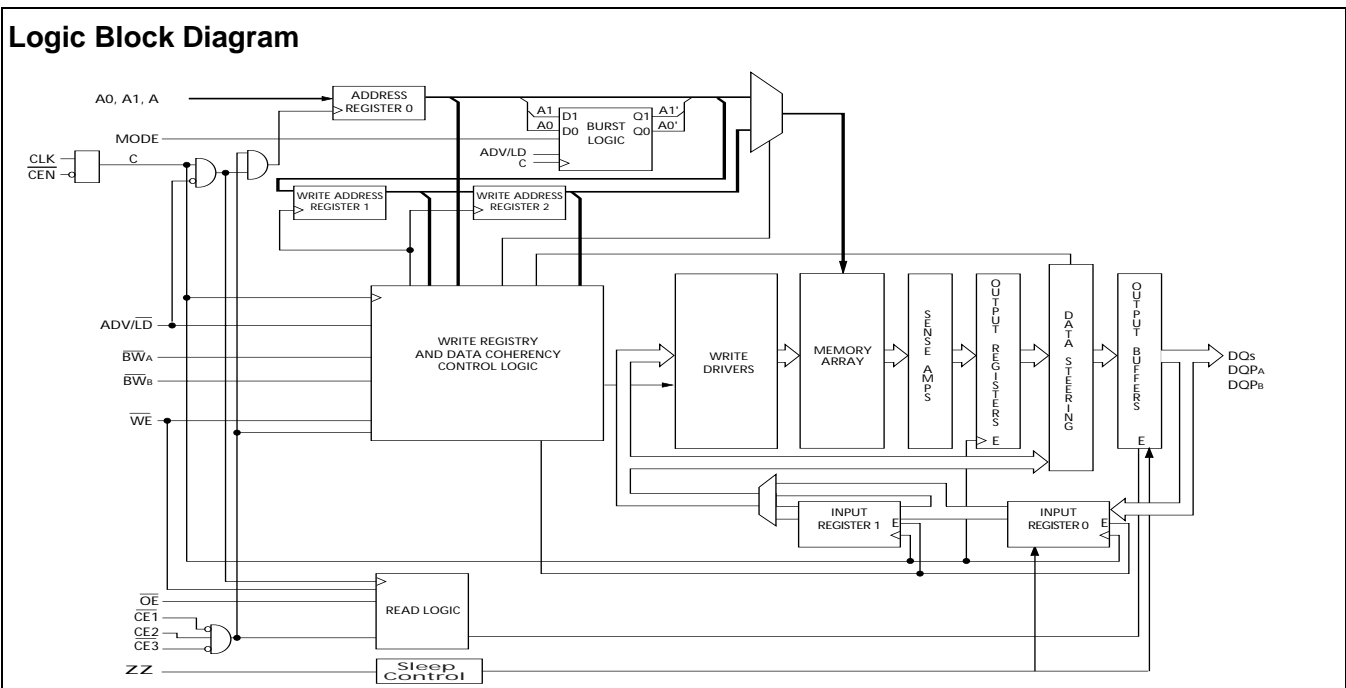 Logic Block Diagram
A0, A1, A
ADDRESS
REGISTER 0
MODE
CLK
CEN
C
A1
A0
D1
D0
BURST
LOGIC
Q1
Q0
A1'
A0'
ADV/LD
C
WRITE ADDRESS
REGISTER 1
WRITE ADDRESS
REGISTER 2
ADV/LD
BWA
BWB
WE
WRITE REGISTRY
AND DATA COHERENCY
CONTROL LOGIC
WRITE
DRIVERS
MEMORY
ARRAY
SENSE AMPS
OUTPUT REGISTERS
E
DATA STEERING
OUTPUT BUFFERS
E
DQs
DQPA
DQPB
INPUT
REGISTER 1
E
INPUT
REGISTER 0
E
OE
CE1
CE2
CE3
READ LOGIC
ZZ
Sleep
Control